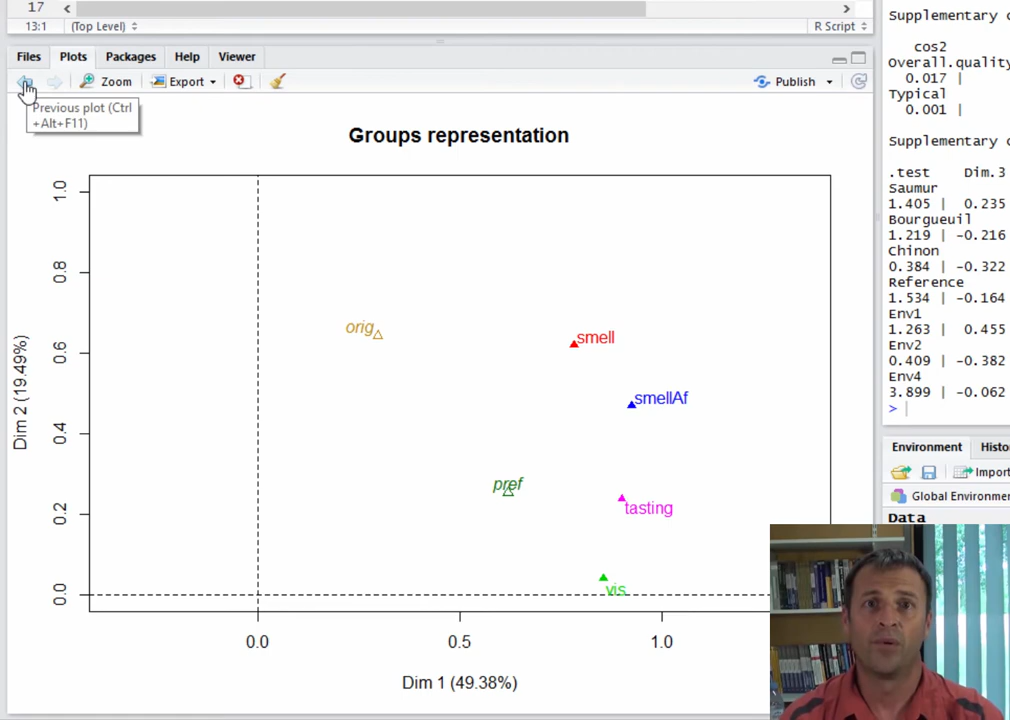 17
13:1 (Top Level) R Script
Files Plots Packages Help Viewer
Zoom Export Publish
Previous plot (Ctrl
+Alt+F11)
Groups representation
1.0
0.8
0.6
0.4
0.2
0.0
Dim 2 (19.49%)
orig
smell
smellAf
pref
tasting
vis
0.0 0.5 1.0
Dim 1 (49.38%)
Supplementary c
cos2
Overall.quality
0.017 |
Typical
0.001 |
Supplementary c
.test Dim.3
Saumur
1.405 | 0.235
Bourgueuil
1.219 | -0.216
Chinon
0.384 | -0.322
Reference
1.534 | -0.164
Env1
1.263 | 0.455
Env2
0.409 | -0.382
Env4
3.899 | -0.062
>
Environment Histo
Import
Global Environme
Data